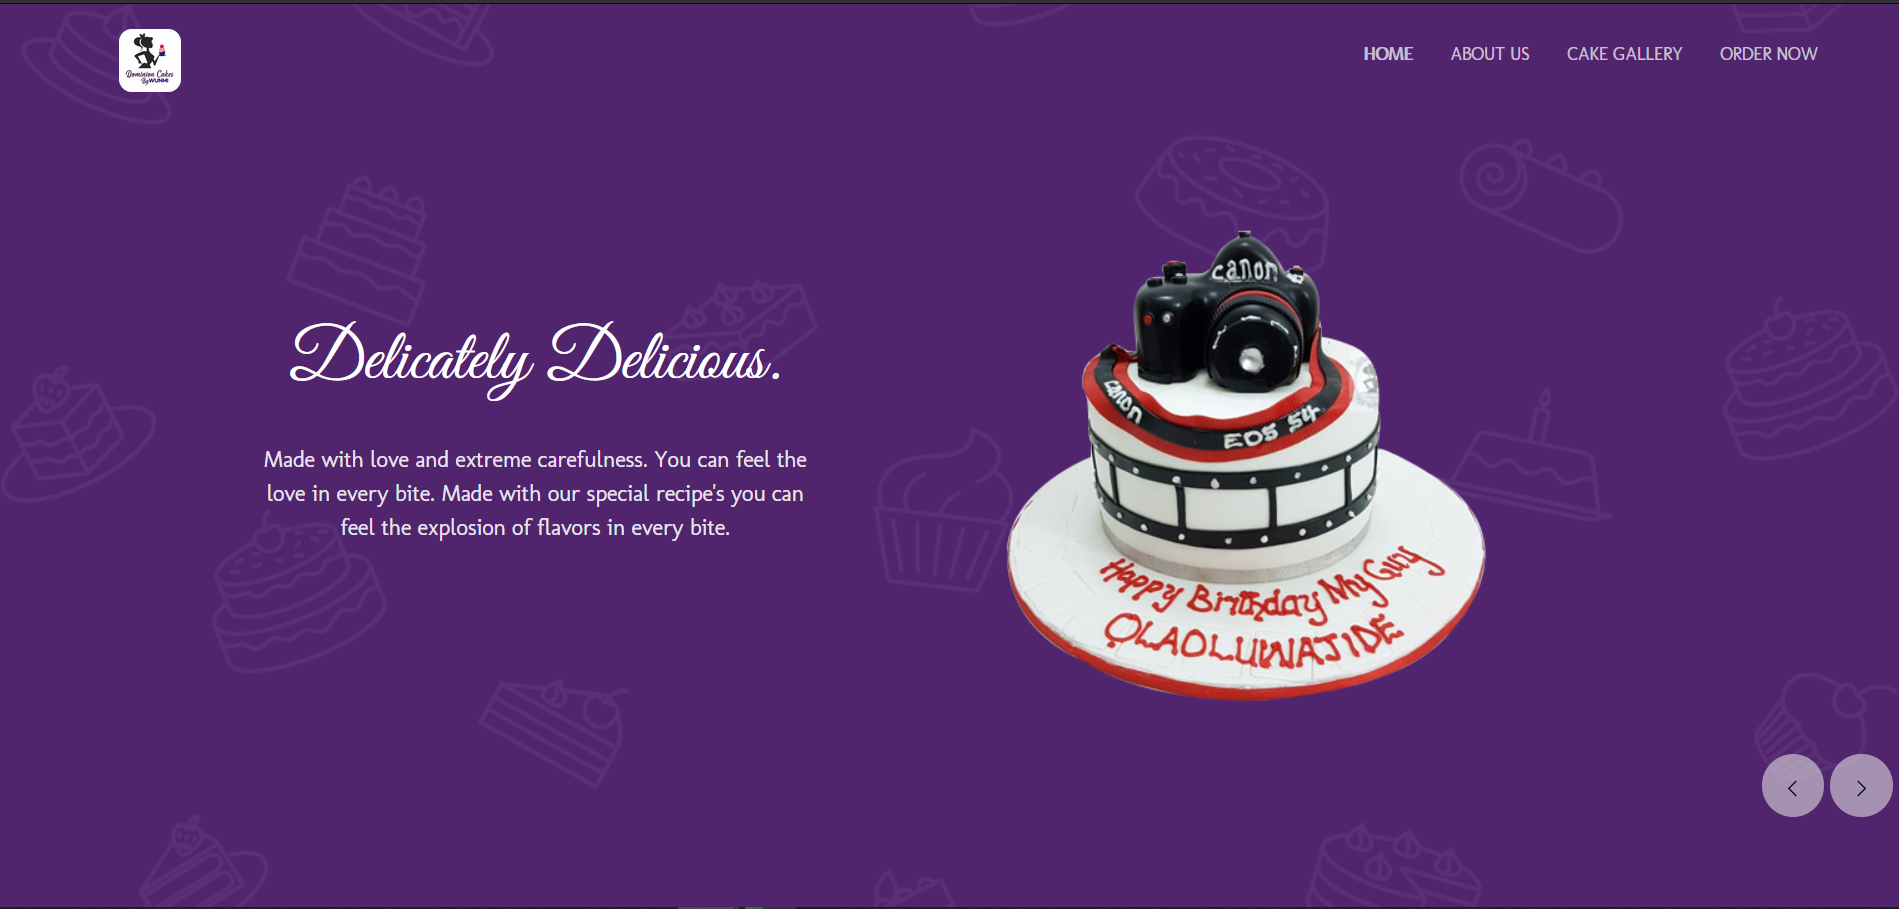 Dominion Cakes
By WUNMI
HOME
ABOUT US
CAKE GALLERY
ORDER NOW
Delicately Delicious.
Made with love and extreme carefulness. You can feel the
love in every bite. Made with our special recipe's you can
feel the explosion of flavors in every bite.
canon
canon
EOS 54
Happy Birthday My Guy
OLAOLUWAJIDE